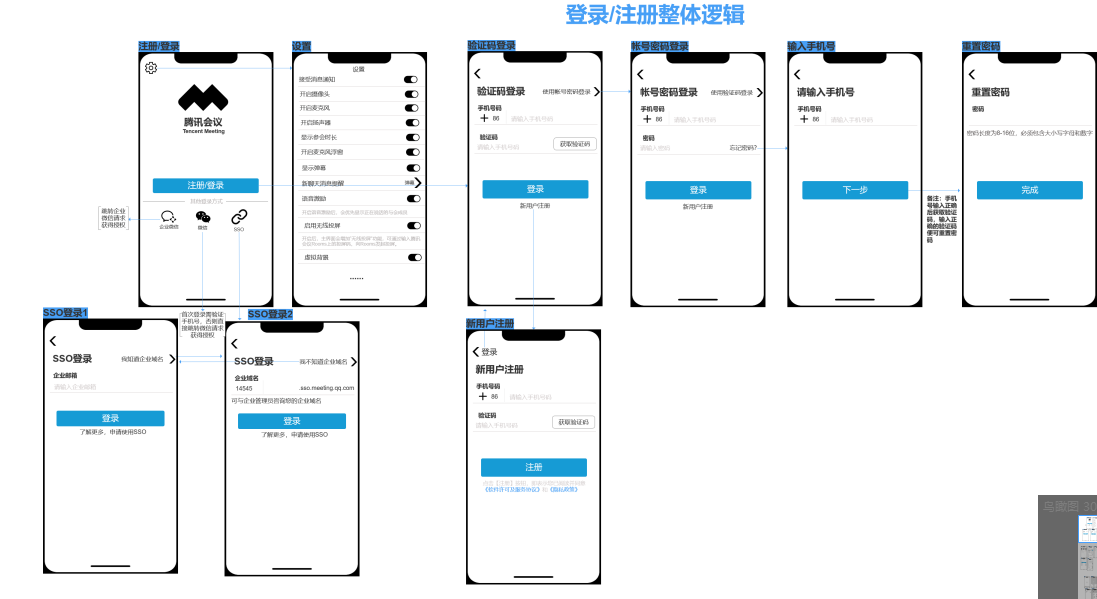 登录/注册整体逻辑
注册/登录
腾讯会议
Tencent Meeting
注册/登录
其他登录方式
企业微信
微信
SSO
跳转企业
微信请求
获得授权
首次登录需验证
手机号，否则直
接跳转微信请求
获得授权
设置
设置
接受消息通知
开启摄像头
开启麦克风
开启扬声器
显示参会时长
开启麦克风浮窗
显示弹幕
新聊天消息提醒
弹幕
语音激励
启用无线投屏
虚拟背景
......
验证码登录
验证码登录
使用帐号密码登录
手机号码
+ 86
请输入手机号码
验证码
请输入手机号码
获取验证码
登录
新用户注册
帐号密码登录
帐号密码登录
使用验证码登录
手机号码
+ 86
请输入手机号码
密码
请输入密码
忘记密码?
登录
新用户注册
输入手机号
请输入手机号
手机号码
+ 86
请输入手机号码
下一步
备注：手机
号输入正确
后获取验证
码，输入正
确的验证码
便可重置密
码
重置密码
重置密码
密码
密码长度为8-16位，必须包含大小写字母和数字
完成
SSO登录1
SSO登录
我知道企业域名
企业邮箱
请输入企业邮箱
登录
了解更多，申请使用SSO
SSO登录2
SSO登录
我不知道企业域名
企业域名
14545
.sso.meeting.qq.com
可与企业管理员咨询您的企业域名
登录
了解更多，申请使用SSO
新用户注册
登录
新用户注册
手机号码
+ 86
请输入手机号码
验证码
请输入手机号码
获取验证码
注册
《软件许可及服务协议》和《隐私政策》
鸟瞰图 30